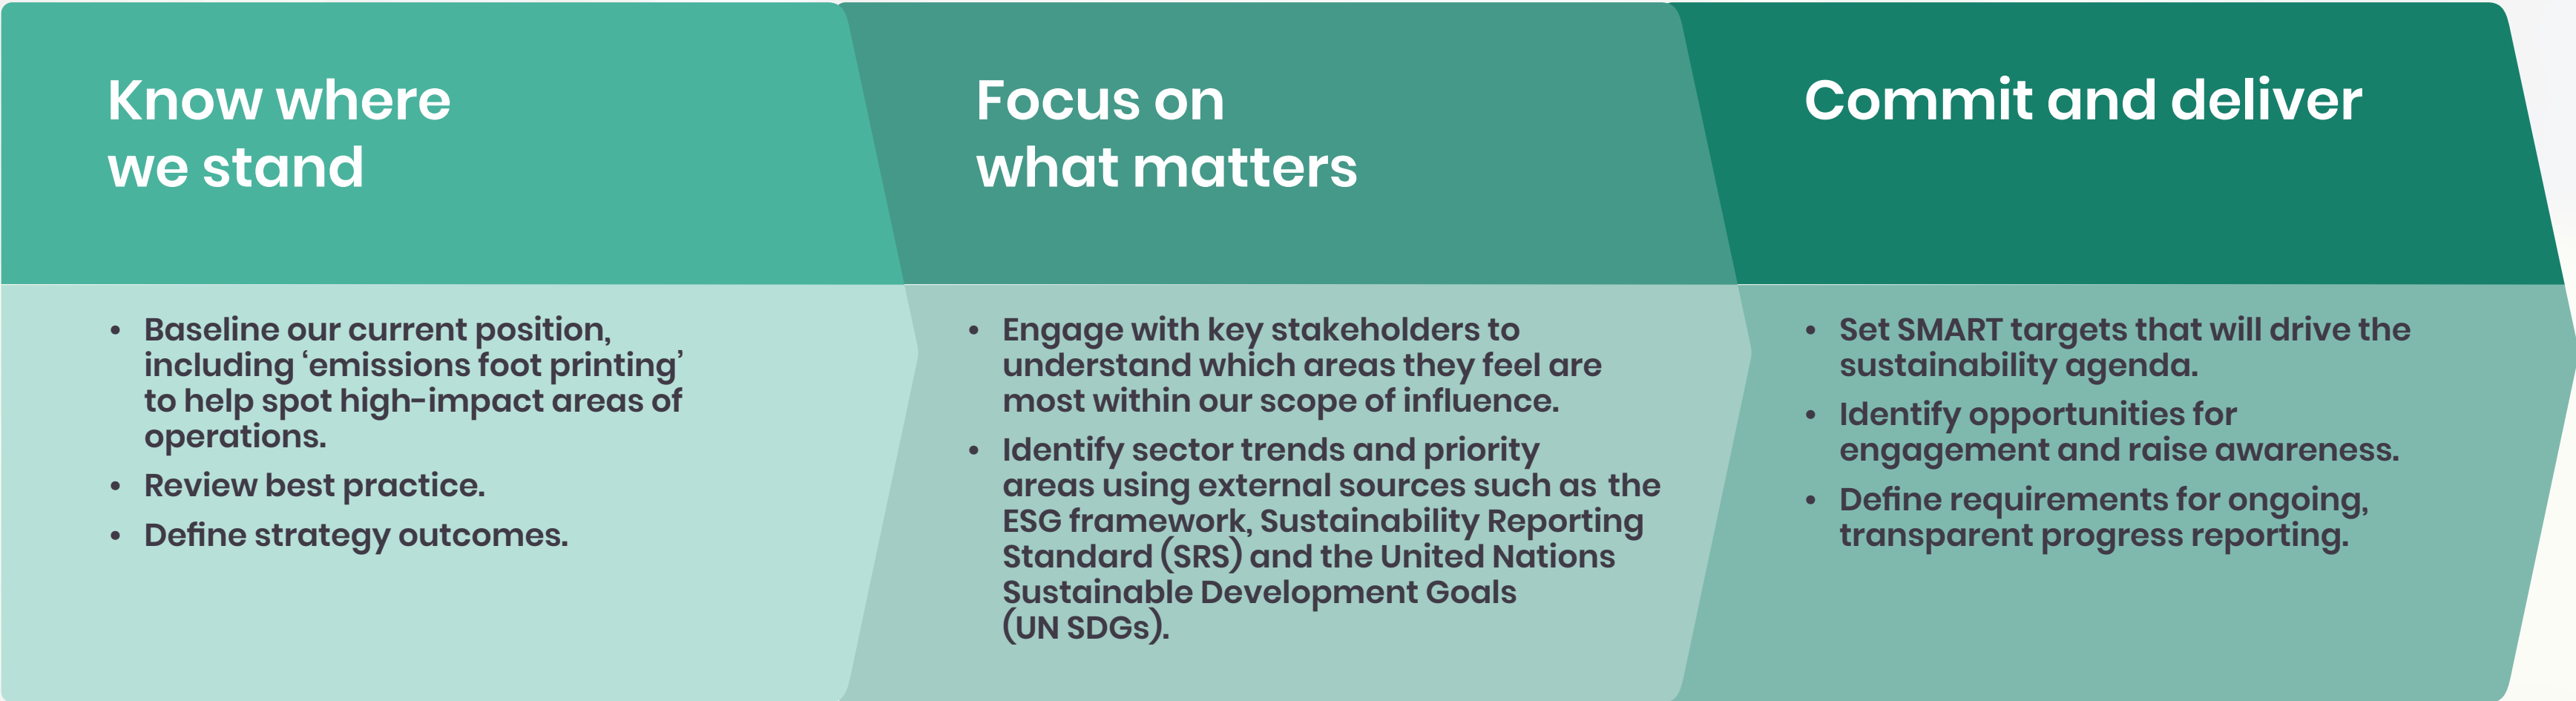 Know where
we stand
• Baseline our current position,
including ‘emissions foot printing’
to help spot high-impact areas of
operations.
• Review best practice.
• Define strategy outcomes.
Focus on
what matters
• Engage with key stakeholders to
understand which areas they feel are
most within our scope of influence.
• Identify sector trends and priority
areas using external sources such as the
ESG framework, Sustainability Reporting
Standard (SRS) and the United Nations
Sustainable Development Goals
(UN SDGs).
Commit and deliver
• Set SMART targets that will drive the
sustainability agenda.
• Identify opportunities for
engagement and raise awareness.
• Define requirements for ongoing,
transparent progress reporting.